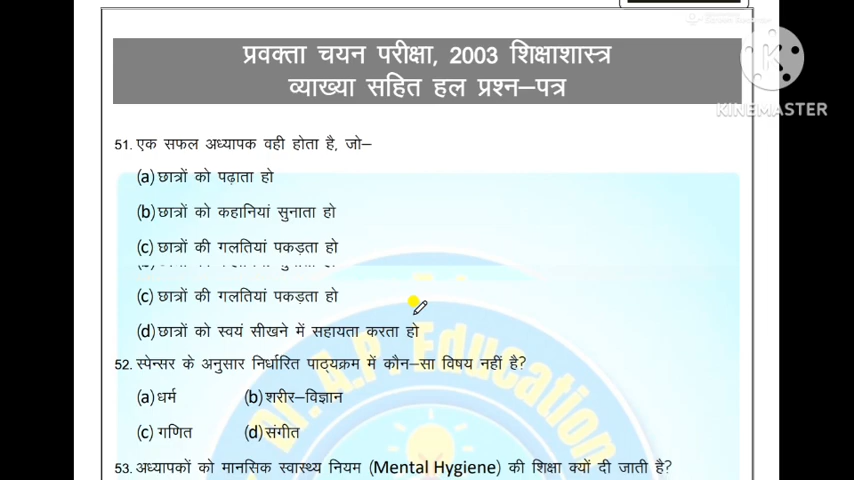 प्रवक्ता चयन परीक्षा, 2003 शिक्षाशास्त्र
व्याख्या सहित हल प्रश्न–पत्र
KINEMASTER
51. एक सफल अध्यापक वही होता है, जो–
(a) छात्रों को पढ़ाता हो
(b) छात्रों को कहानियां सुनाता हो
(c) छात्रों की गलतियां पकड़ता हो
(c) छात्रों की गलतियां पकड़ता हो
(d) छात्रों को स्वयं सीखने में सहायता करता हो
52. स्पेन्सर के अनुसार निर्धारित पाठ्यक्रम में कौन–सा विषय नहीं है?
(a) धर्म (b) शरीर–विज्ञान
(c) गणित (d) संगीत
53. अध्यापकों को मानसिक स्वास्थ्य नियम (Mental Hygiene) की शिक्षा क्यों दी जाती है?
A.P. Education